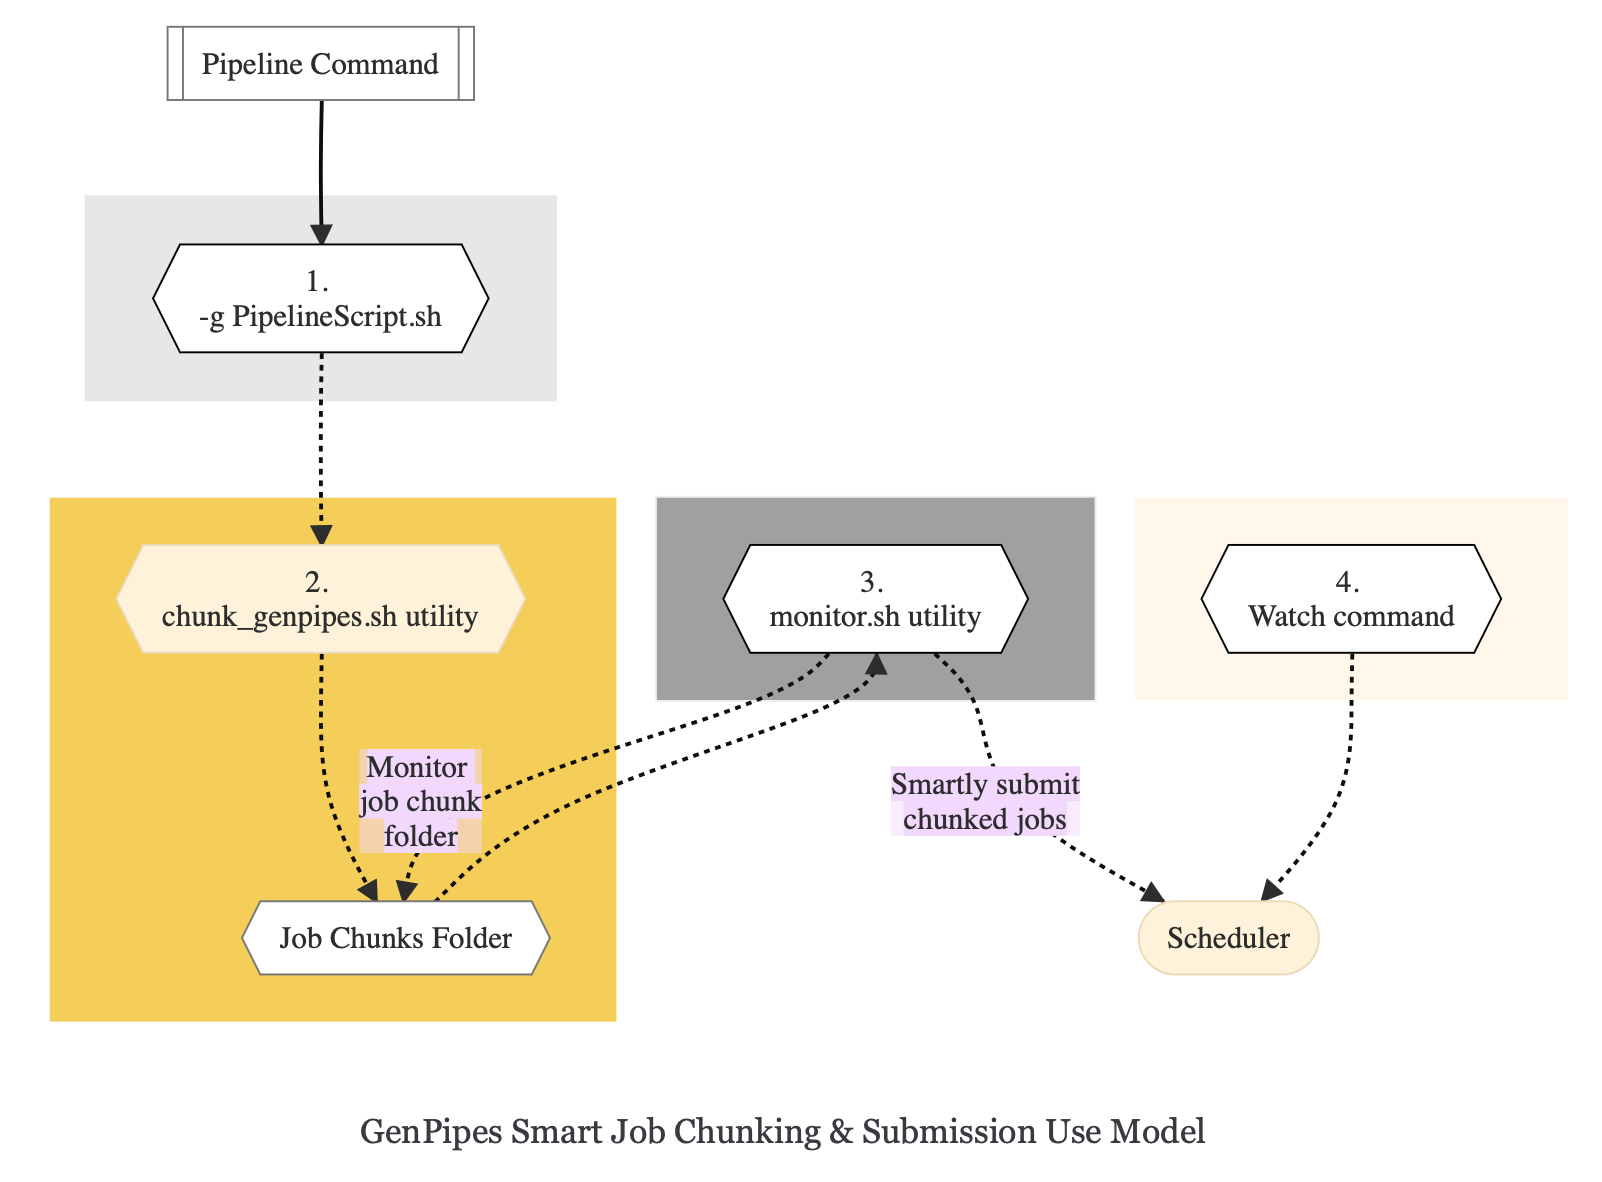 Pipeline Command
1.
-g PipelineScript.sh
2.
chunk_genpipes.sh utility
3.
monitor.sh utility
4.
Watch command
Monitor
job chunk
folder
Smartly submit
chunked jobs
Job Chunks Folder
Scheduler
GenPipes Smart Job Chunking & Submission Use Model